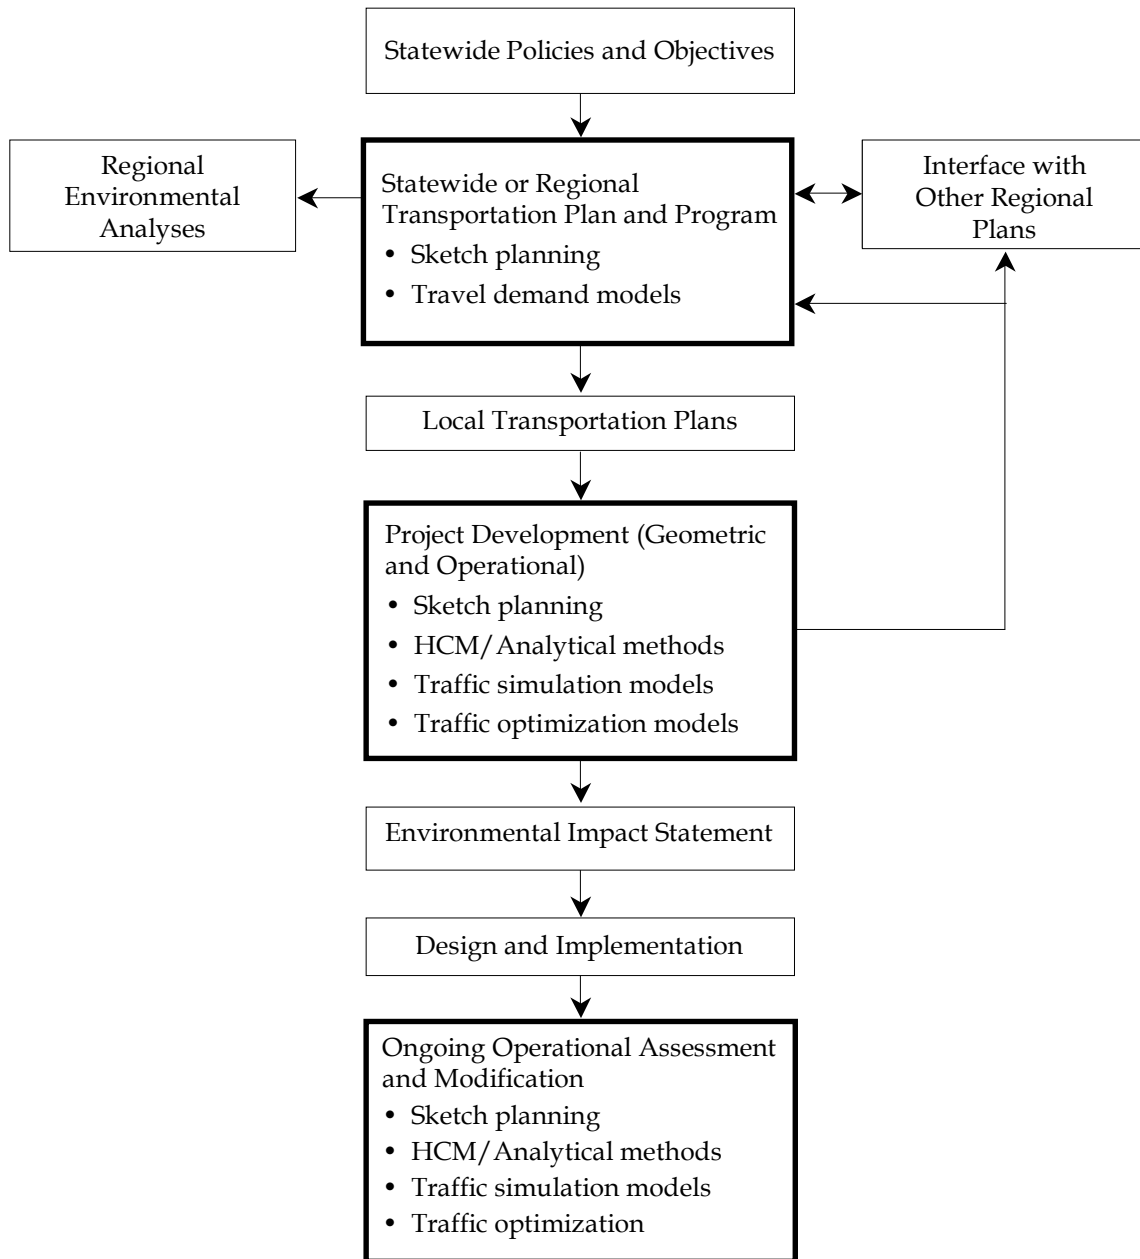 Statewide Policies and Objectives
Regional
Environmental
Analyses
Statewide or Regional
Transportation Plan and Program
• Sketch planning
• Travel demand models
Interface with
Other Regional
Plans
Local Transportation Plans
Project Development (Geometric
and Operational)
• Sketch planning
• HCM/Analytical methods
• Traffic simulation models
• Traffic optimization models
Environmental Impact Statement
Design and Implementation
Ongoing Operational Assessment
and Modification
• Sketch planning
• HCM/Analytical methods
• Traffic simulation models
• Traffic optimization